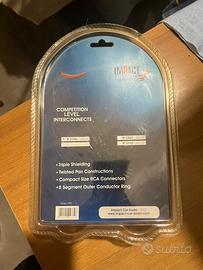 IMPACT
COMPETITION
LEVEL
INTERCONNECTS
• Triple Shielding
• Twisted Pair Constructions
• Compact Size RCA Connectors
• 8 Segment Outer Conductor Ring
Impact Car Audio
www.impact-car-audio.com
subito